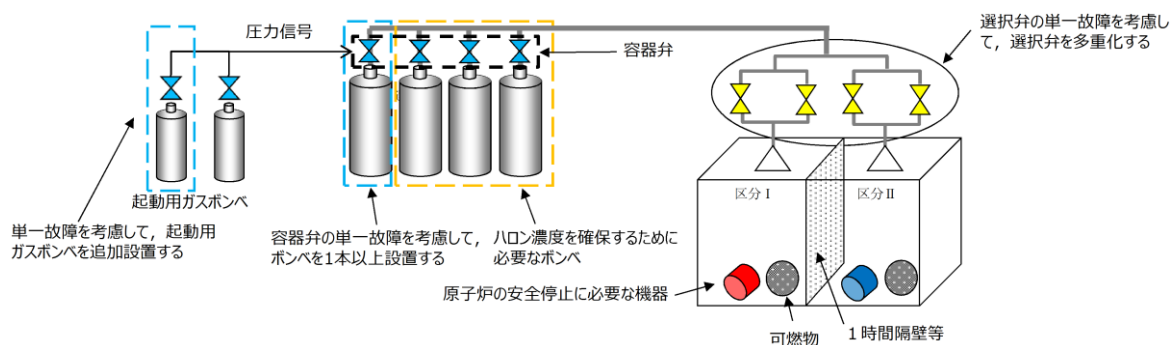 圧力信号
容器弁
選択弁の単一故障を考慮し
て，選択弁を多重化する
起動用ガスボンベ
単一故障を考慮して，起動用
ガスボンベを追加設置する
容器弁の単一故障を考慮して，
ボンベを1本以上設置する
ハロン濃度を確保するために
必要なボンベ
区分Ⅰ
区分Ⅱ
原子炉の安全停止に必要な機器
可燃物
１時間隔壁等